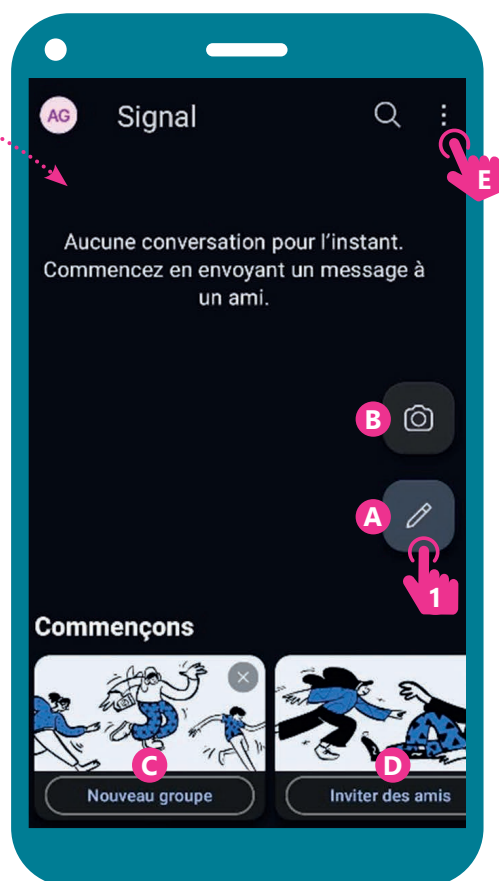 AG Signal
E
Aucune conversation pour l'instant.
Commencez en envoyant un message à
un ami.
B
A
1
Commençons
C
D
Nouveau groupe
Inviter des amis